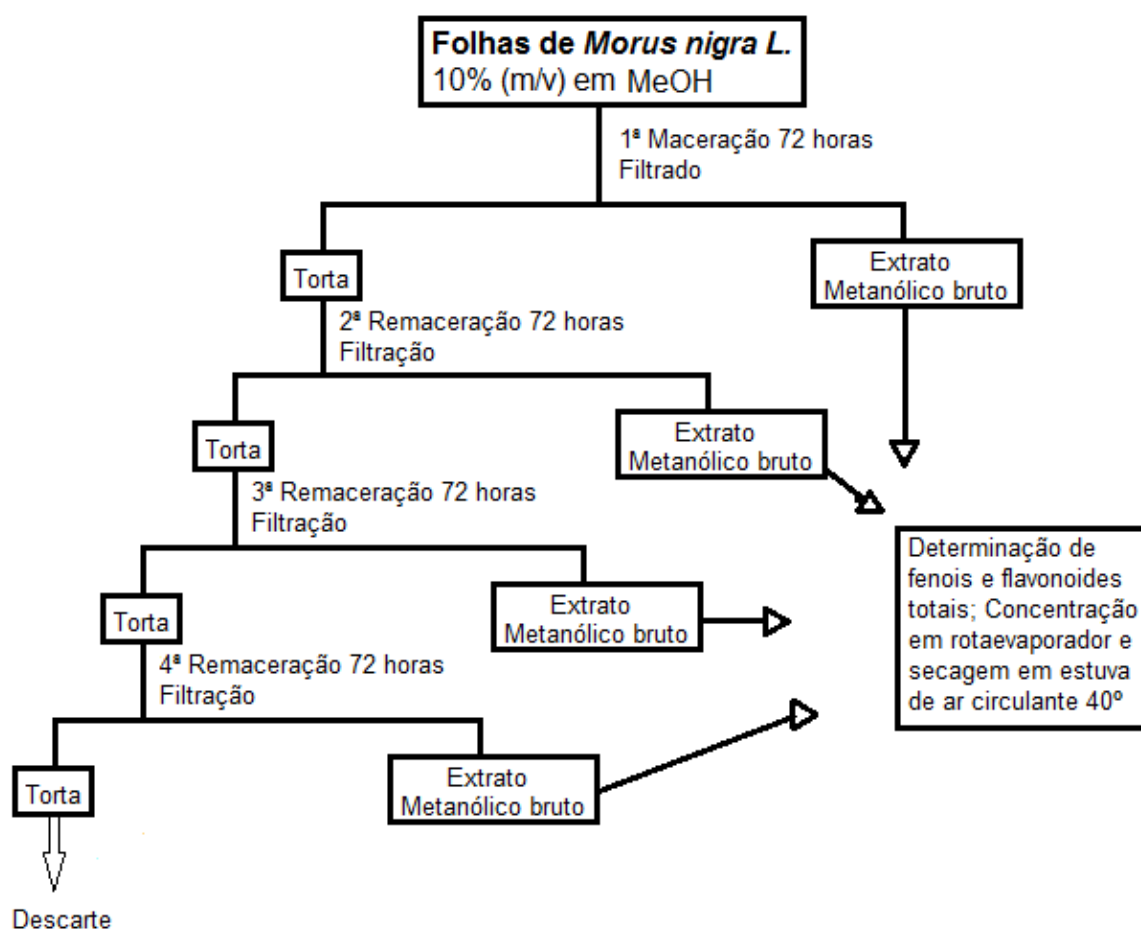 Folhas de Morus nigra L.
10% (m/v) em MeOH
1ª Maceração 72 horas
Filtrado
Torta
Extrato
Metanólico bruto
2ª Remaceração 72 horas
Filtração
Torta
Extrato
Metanólico bruto
3ª Remaceração 72 horas
Filtração
Determinação de
fenois e flavonoides
totais; Concentração
em rotaevaporador e
secagem em estuva
de ar circulante 40º
Torta
Extrato
Metanólico bruto
4ª Remaceração 72 horas
Filtração
Torta
Extrato
Metanólico bruto
Descarte